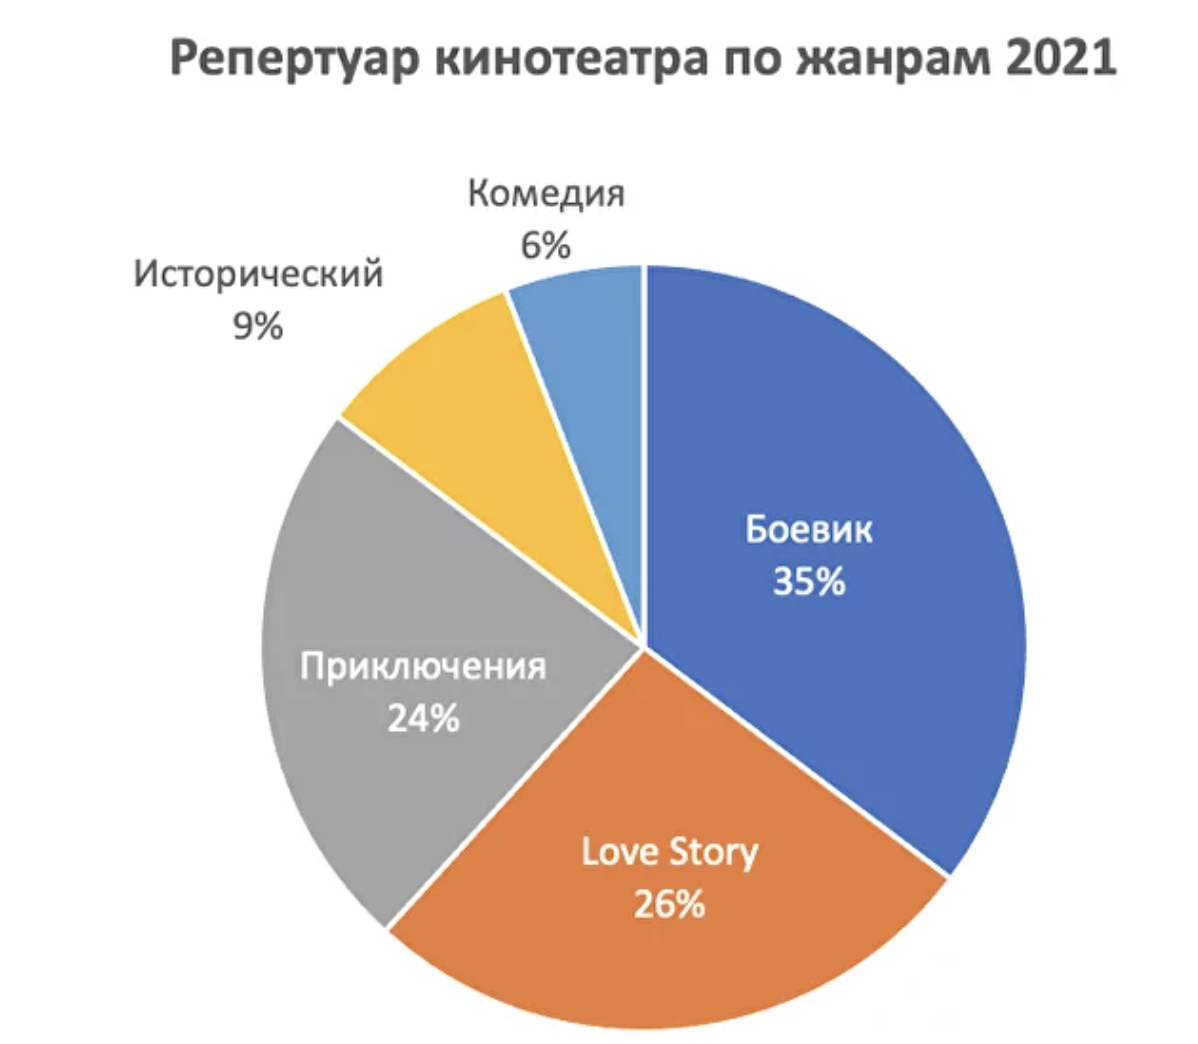 Репертуар кинотеатра по жанрам 2021
Комедия
6%
Исторический
9%
Боевик
35%
Приключения
24%
Love Story
26%